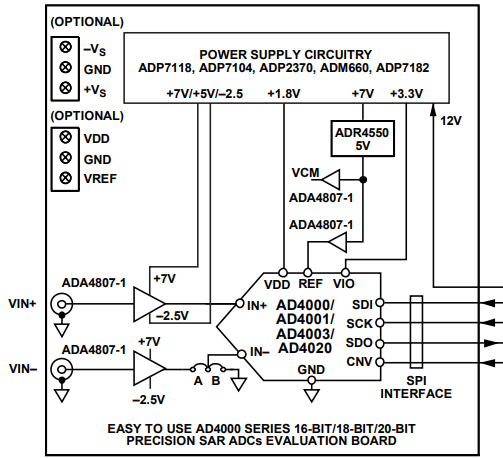 (OPTIONAL)
–VS
GND
+VS
(OPTIONAL)
VDD
GND
VREF
POWER SUPPLY CIRCUITRY
ADP7118, ADP7104, ADP2370, ADM660, ADP7182
+7V/+5V/–2.5 +1.8V +7V +3.3V
12V
ADR4550
5V
VCM
ADA4807-1
ADA4807-1
VDD REF VIO
ADA4807-1
+7V
–2.5V
VIN+
IN+
AD4000/
AD4001/
AD4003/
AD4020
SDI
SCK
SDO
CNV
ADA4807-1
+7V
–2.5V
VIN–
IN–
A B
GND
SPI
INTERFACE
EASY TO USE AD4000 SERIES 16-BIT/18-BIT/20-BIT
PRECISION SAR ADCs EVALUATION BOARD